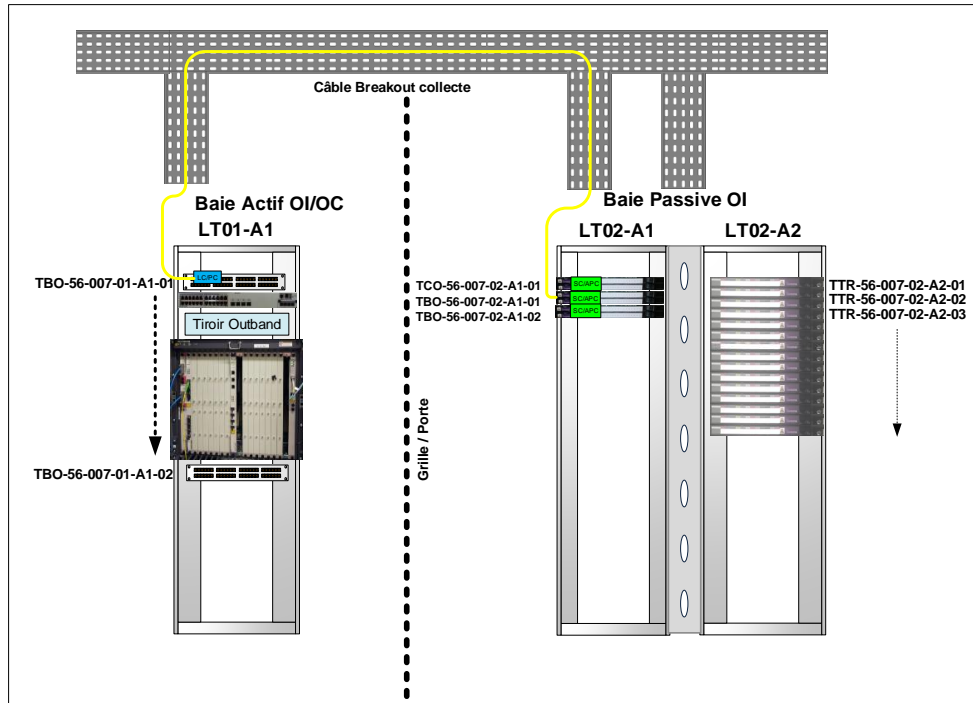 Câble Breakout collecte
Baie Actif OI/OC
LT01-A1
Baie Passive OI
LT02-A1
LT02-A2
TBO-56-007-01-A1-01
LC/PC
Tiroir Outband
TBO-56-007-01-A1-02
Grille / Porte
TCO-56-007-02-A1-01
TBO-56-007-02-A1-01
TBO-56-007-02-A1-02
SC/APC
SC/APC
SC/APC
TTR-56-007-02-A2-01
TTR-56-007-02-A2-02
TTR-56-007-02-A2-03